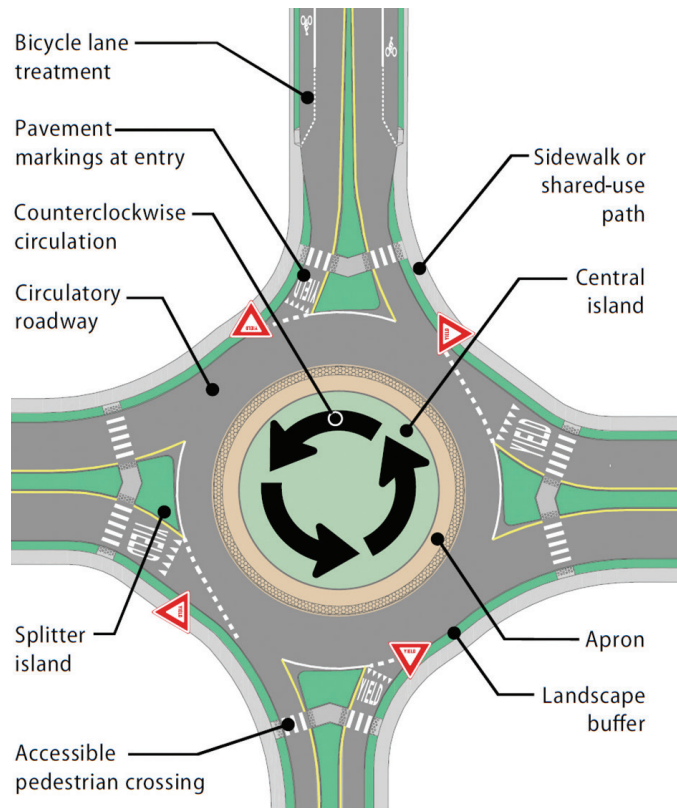 Bicycle lane
treatment
Pavement
markings at entry
Counterclockwise
circulation
Circulatory
roadway
Sidewalk or
shared-use
path
Central
island
YIELD
YIELD
YIELD
YIELD
YIELD
YIELD
YIELD
YIELD
Splitter
island
Accessible
pedestrian crossing
Apron
Landscape
buffer